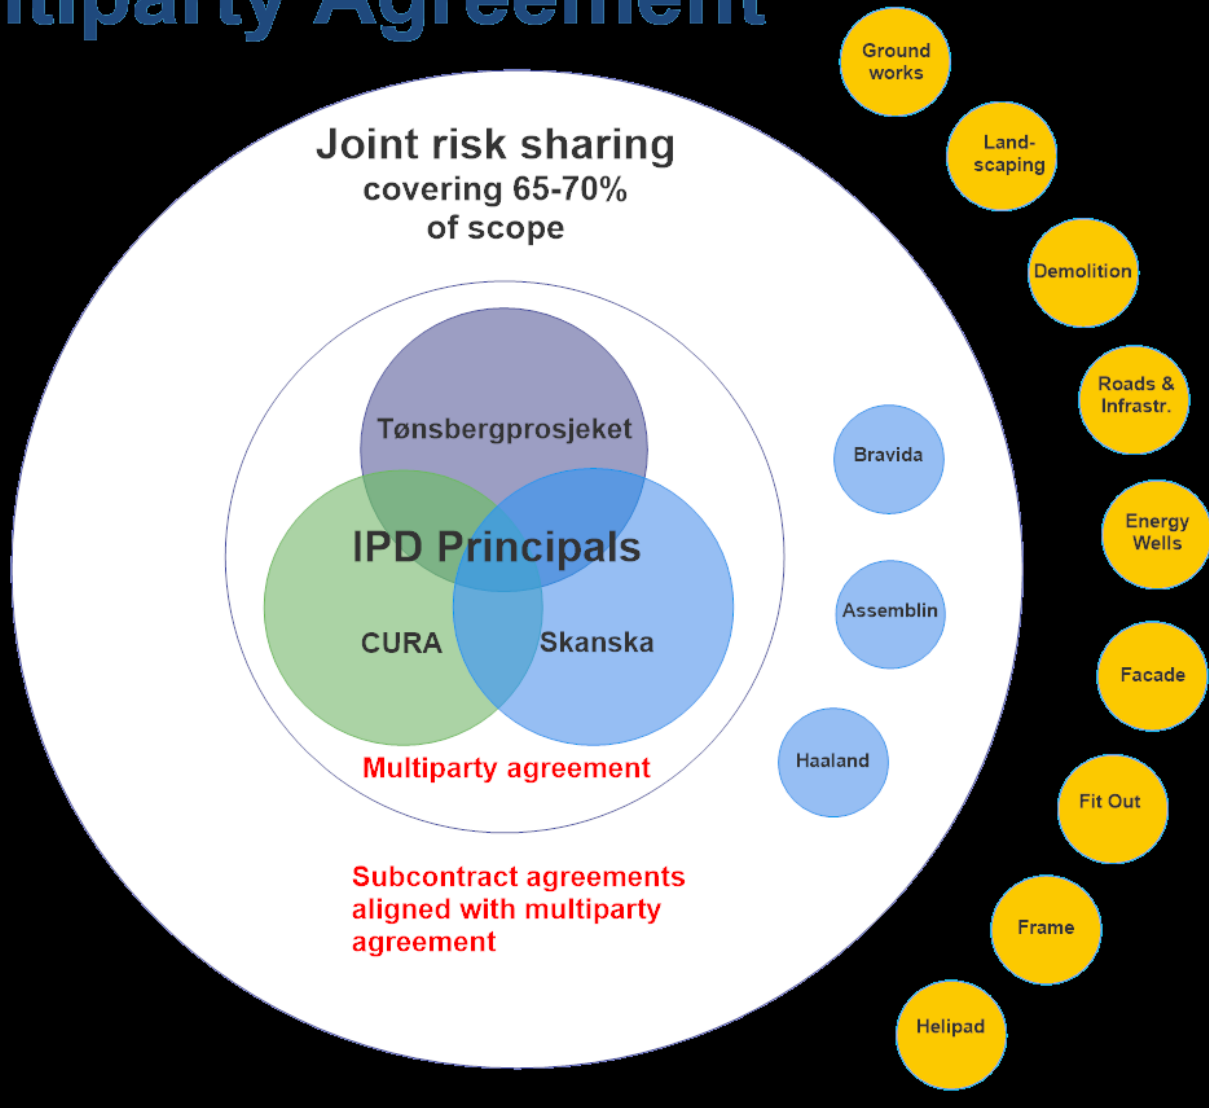 ltiparty Agreement
Joint risk sharing
covering 65-70%
of scope
Tønsbergprosjeket
IPD Principals
CURA
Skanska
Multiparty agreement
Subcontract agreements
aligned with multiparty
agreement
Bravida
Assemblin
Haaland
Ground
works
Land-
scaping
Demolition
Roads &
Infrastr.
Energy
Wells
Facade
Fit Out
Frame
Helipad